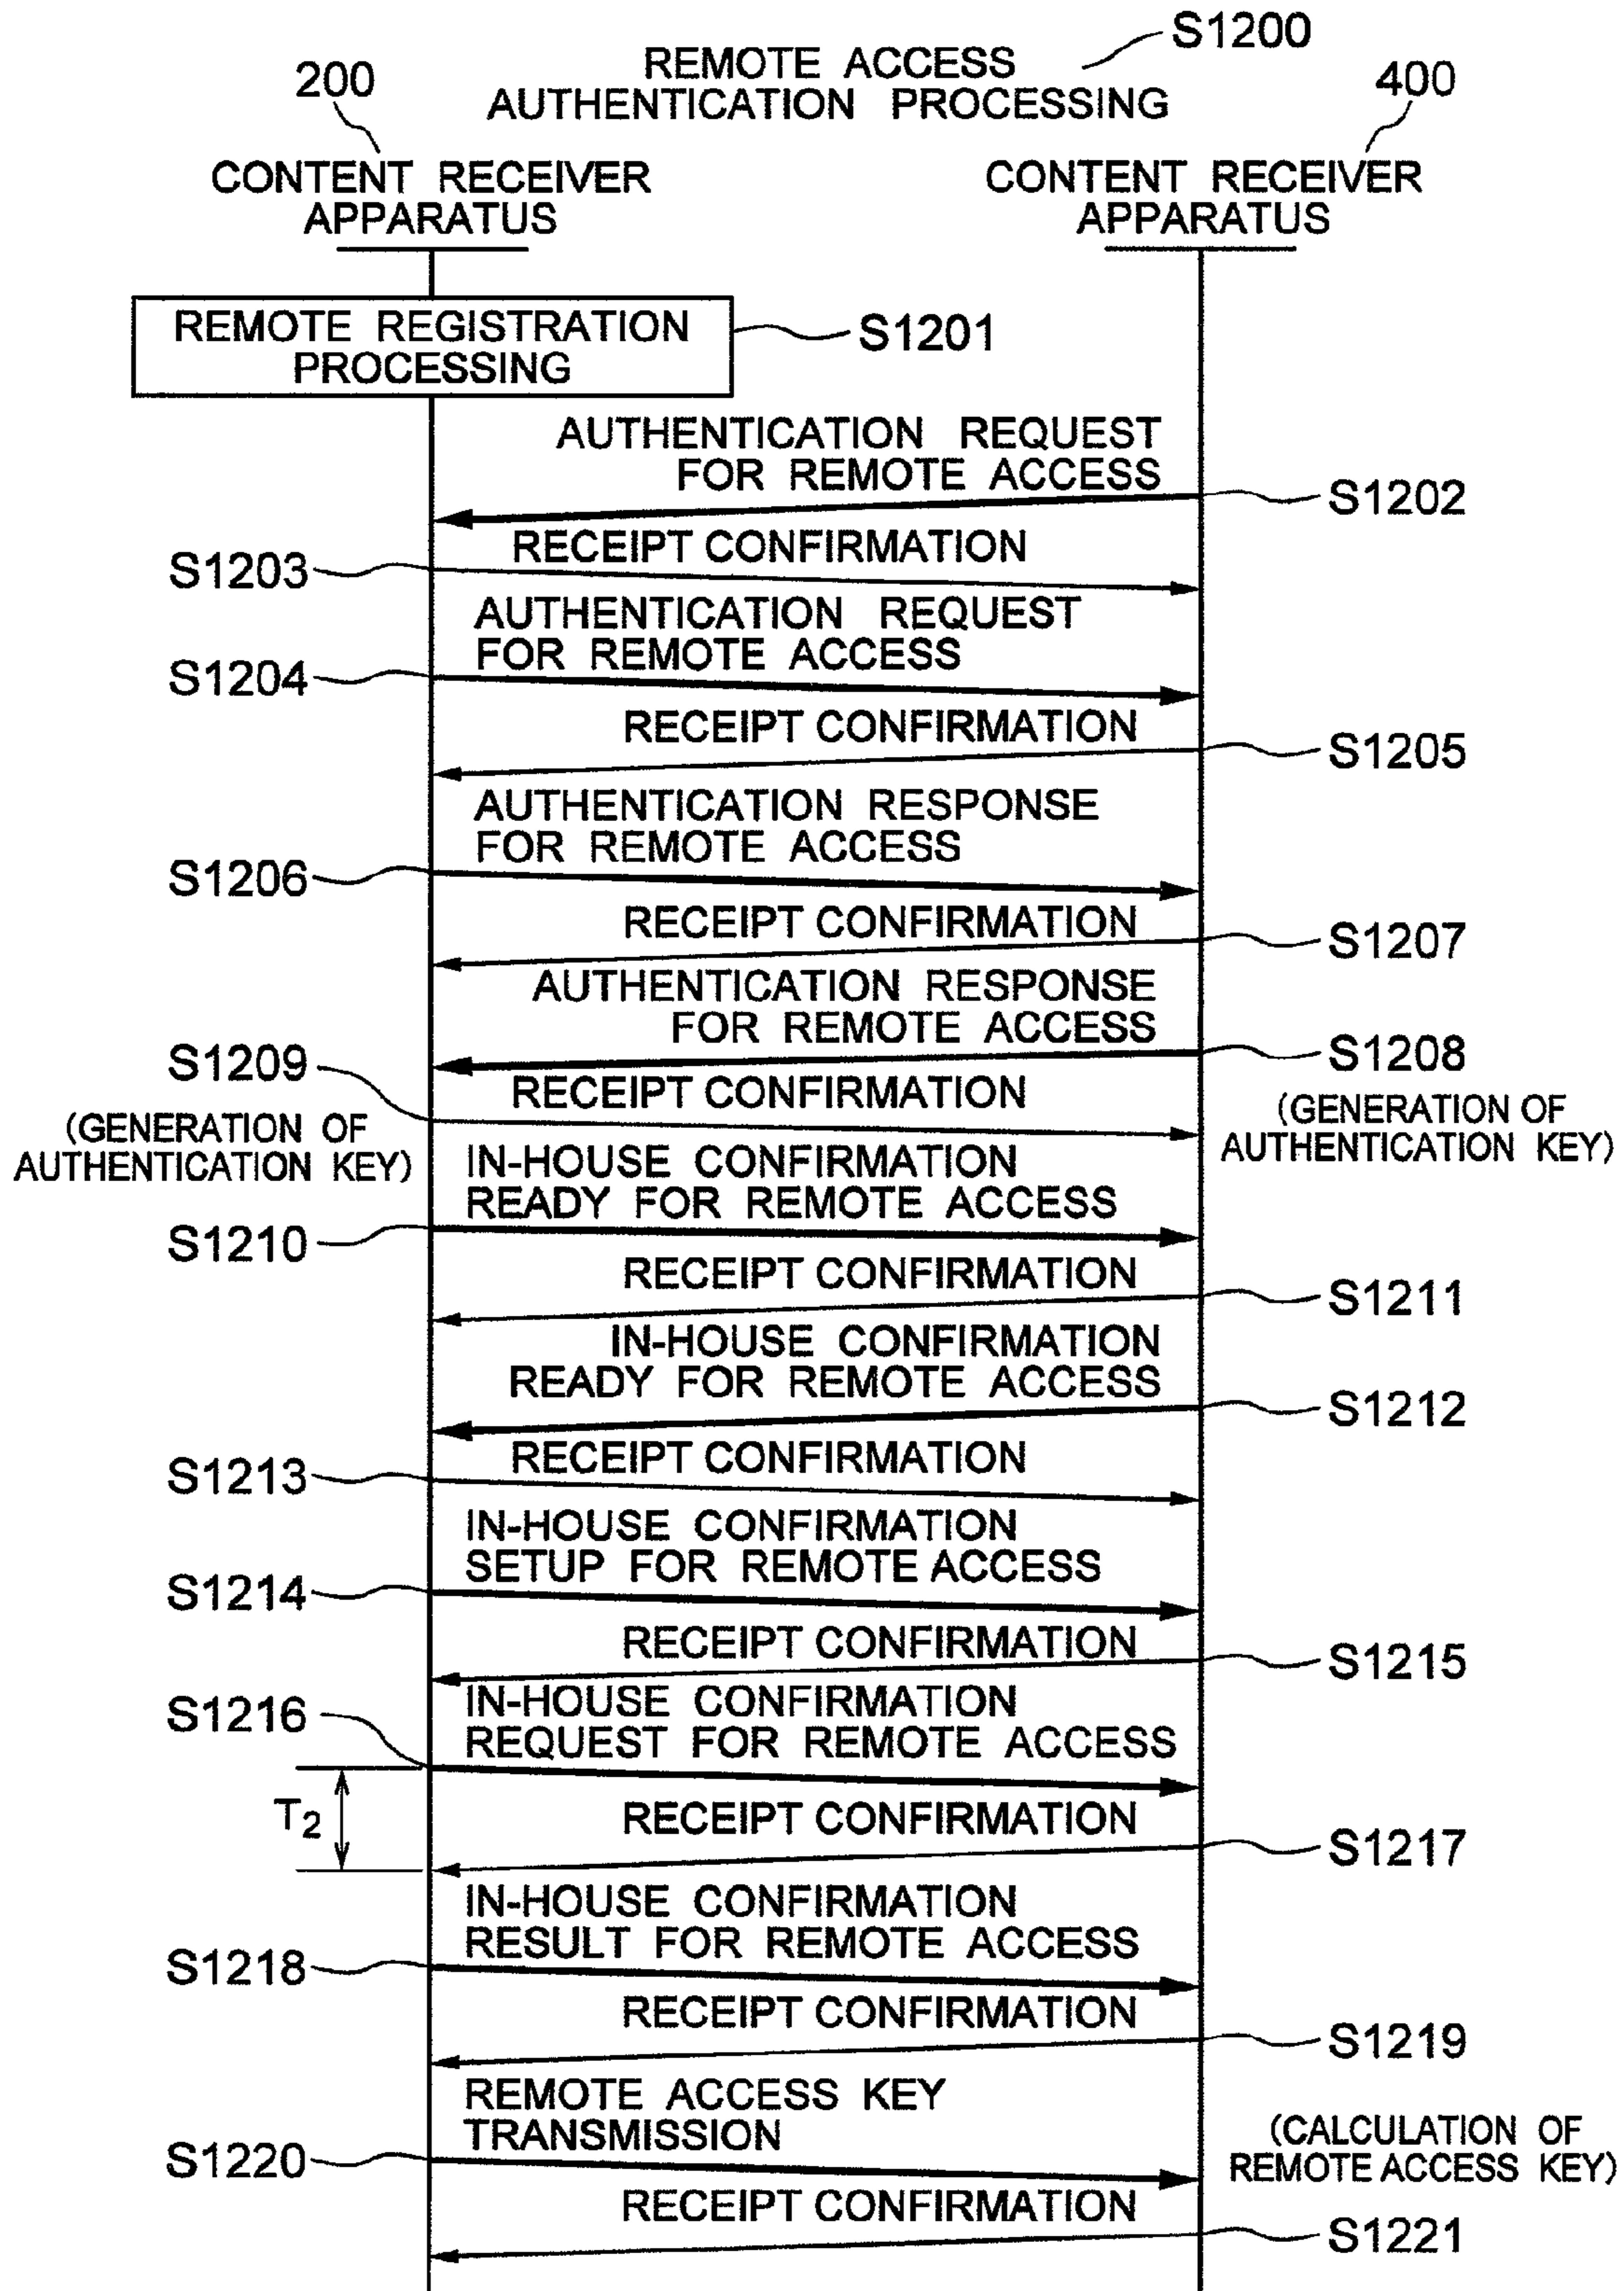 S1200
REMOTE ACCESS
AUTHENTICATION PROCESSING
200
400
CONTENT RECEIVER
APPARATUS
CONTENT RECEIVER
APPARATUS
REMOTE REGISTRATION
PROCESSING
S1201
AUTHENTICATION REQUEST
FOR REMOTE ACCESS
S1202
RECEIPT CONFIRMATION
S1203
AUTHENTICATION REQUEST
FOR REMOTE ACCESS
S1204
RECEIPT CONFIRMATION
S1205
AUTHENTICATION RESPONSE
FOR REMOTE ACCESS
S1206
RECEIPT CONFIRMATION
S1207
AUTHENTICATION RESPONSE
FOR REMOTE ACCESS
S1208
(GENERATION OF
AUTHENTICATION KEY)
S1209
RECEIPT CONFIRMATION
(GENERATION OF
AUTHENTICATION KEY)
IN-HOUSE CONFIRMATION
READY FOR REMOTE ACCESS
S1210
RECEIPT CONFIRMATION
S1211
IN-HOUSE CONFIRMATION
READY FOR REMOTE ACCESS
S1212
RECEIPT CONFIRMATION
S1213
IN-HOUSE CONFIRMATION
SETUP FOR REMOTE ACCESS
S1214
RECEIPT CONFIRMATION
S1215
IN-HOUSE CONFIRMATION
REQUEST FOR REMOTE ACCESS
S1216
T2
RECEIPT CONFIRMATION
S1217
IN-HOUSE CONFIRMATION
RESULT FOR REMOTE ACCESS
S1218
RECEIPT CONFIRMATION
S1219
REMOTE ACCESS KEY
TRANSMISSION
S1220
(CALCULATION OF
REMOTE ACCESS KEY)
RECEIPT CONFIRMATION
S1221